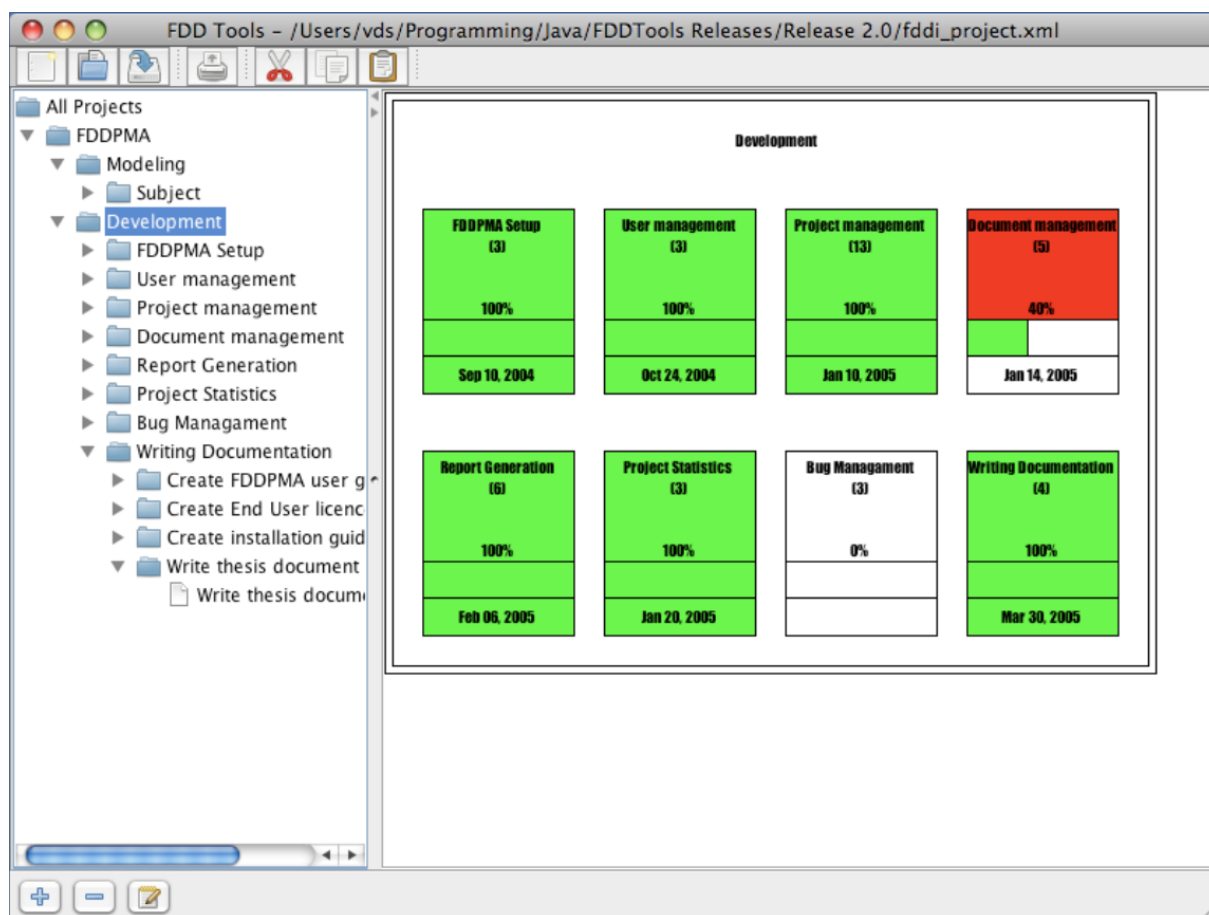 FDD Tools - /Users/vds/Programming/Java/FDDTools Releases/Release 2.0/fddi_project.xml
All Projects
FDDPMA
Modeling
Subject
Development
FDDPMA Setup
User management
Project management
Document management
Report Generation
Project Statistics
Bug Managament
Writing Documentation
Create FDDPMA user g
Create End User licenc
Create installation guid
Write thesis document
Write thesis docum
Development
FDDPMA Setup
(3)
100%
Sep 10, 2004
User management
(3)
100%
Oct 24, 2004
Project management
(13)
100%
Jan 10, 2005
Document management
(5)
40%
Jan 14, 2005
Report Generation
(6)
100%
Feb 06, 2005
Project Statistics
(3)
100%
Jan 20, 2005
Bug Managament
(3)
0%
Writing Documentation
(4)
100%
Mar 30, 2005